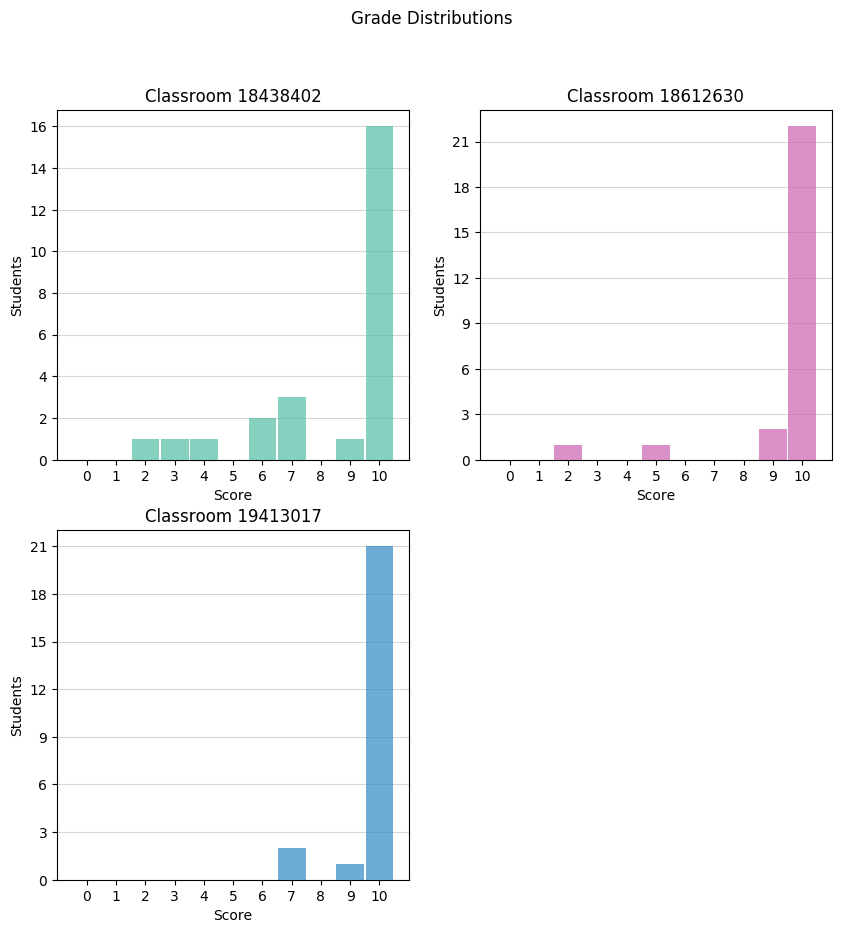 Grade Distributions
Classroom 18438402
16
14
12
10
8
6
4
2
0
Students
0 1 2 3 4 5 6 7 8 9 10
Score
Classroom 18612630
21
18
15
12
9
6
3
0
Students
0 1 2 3 4 5 6 7 8 9 10
Score
Classroom 19413017
21
18
15
12
9
6
3
0
Students
0 1 2 3 4 5 6 7 8 9 10
Score